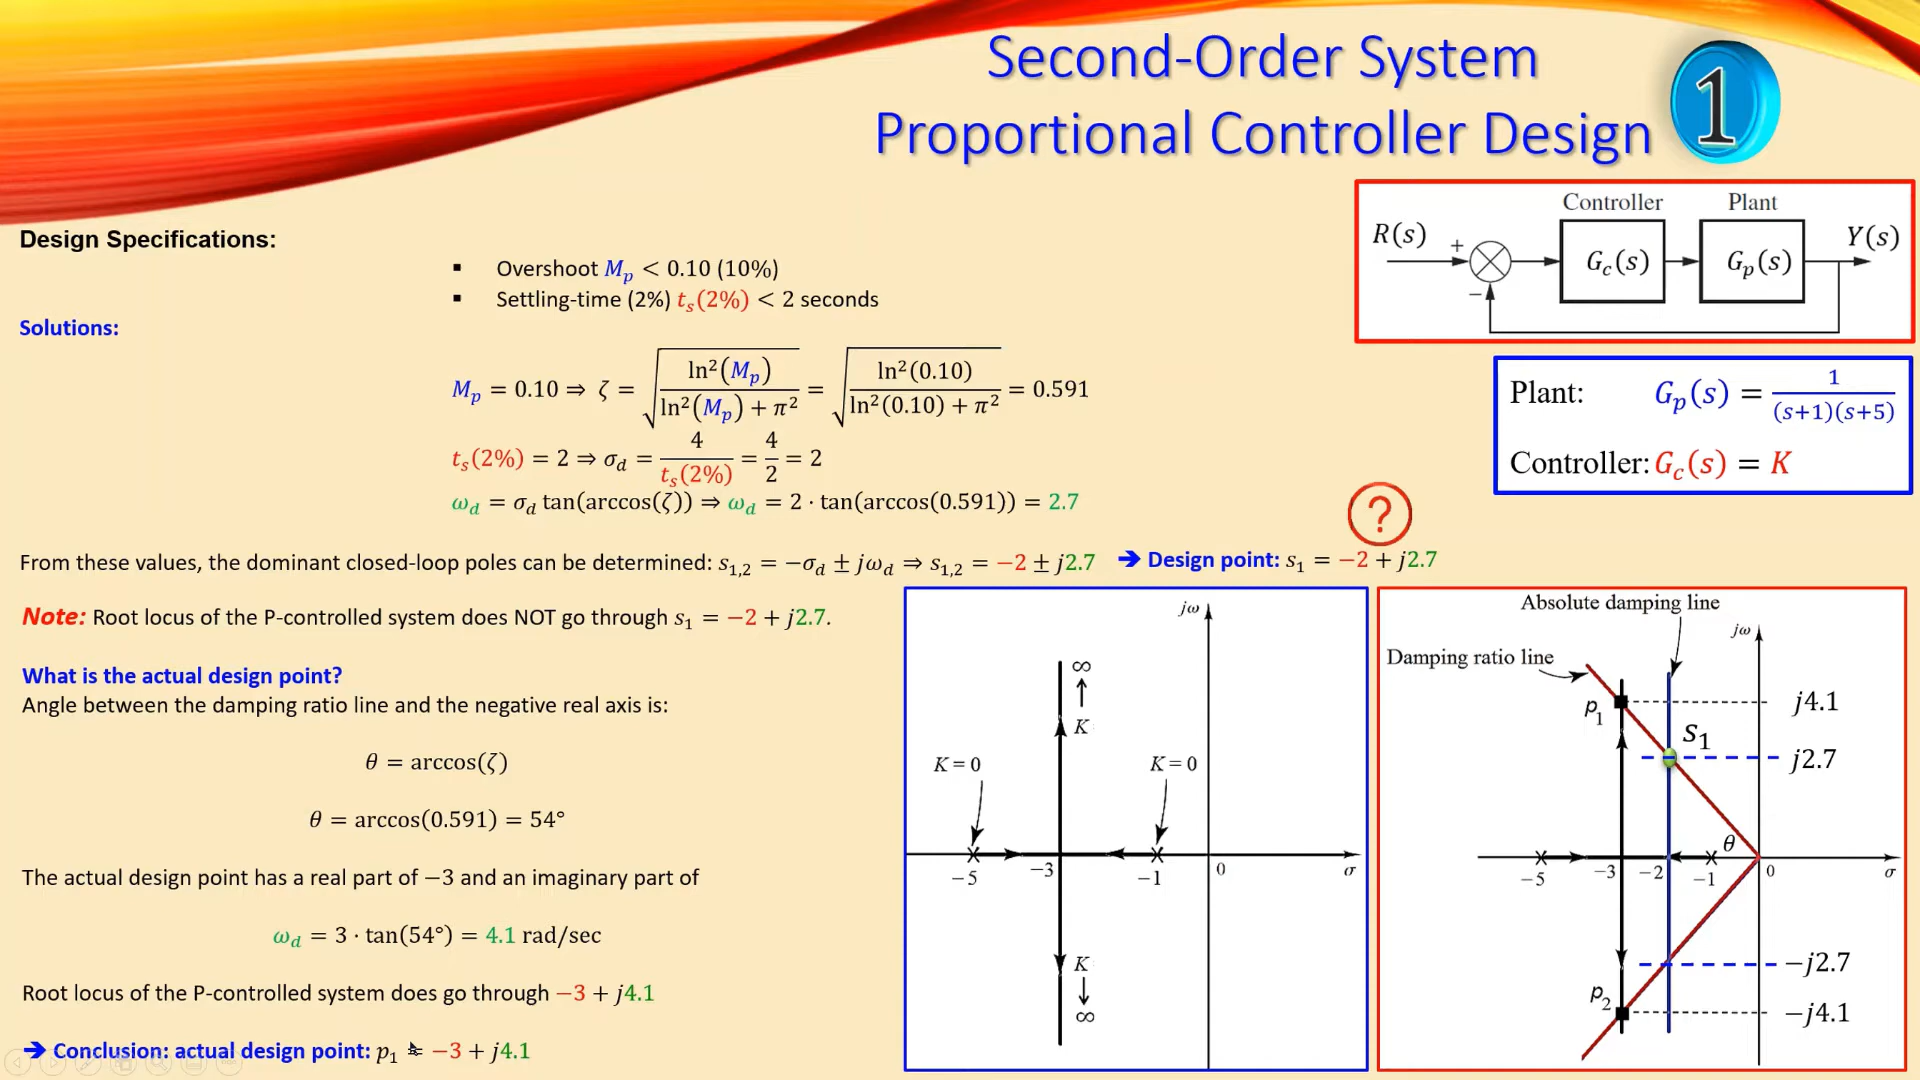 Second-Order System
Proportional Controller Design
1
Design Specifications:
▪ Overshoot M_p < 0.10 (10%)
▪ Settling-time (2%) t_s(2%) < 2 seconds
Solutions:
M_p = 0.10 ⇒ ζ = √(ln²(M_p) / (ln²(M_p) + π²)) = √(ln²(0.10) / (ln²(0.10) + π²)) = 0.591
t_s(2%) = 2 ⇒ σ_d = 4 / t_s(2%) = 4/2 = 2
ω_d = σ_d tan(arccos(ζ)) ⇒ ω_d = 2 · tan(arccos(0.591)) = 2.7
From these values, the dominant closed-loop poles can be determined: s_{1,2} = −σ_d ± jω_d ⇒ s_{1,2} = −2 ± j2.7 ➔ Design point: s_1 = −2 + j2.7
Note: Root locus of the P-controlled system does NOT go through s_1 = −2 + j2.7.
What is the actual design point?
Angle between the damping ratio line and the negative real axis is:
θ = arccos(ζ)
θ = arccos(0.591) = 54°
The actual design point has a real part of −3 and an imaginary part of
ω_d = 3 · tan(54°) = 4.1 rad/sec
Root locus of the P-controlled system does go through −3 + j4.1
➔ Conclusion: actual design point: p_1 = −3 + j4.1
Controller Plant
R(s) + − G_c(s) G_p(s) Y(s)
Plant: G_p(s) = 1 / ((s+1)(s+5))
Controller: G_c(s) = K
?
jω
∞
K
K = 0 K = 0
−5 −3 −1 0 σ
K
∞
Absolute damping line
jω
Damping ratio line
p_1 j4.1
s_1
j2.7
θ
−5 −3 −2 −1 0 σ
−j2.7
p_2
−j4.1